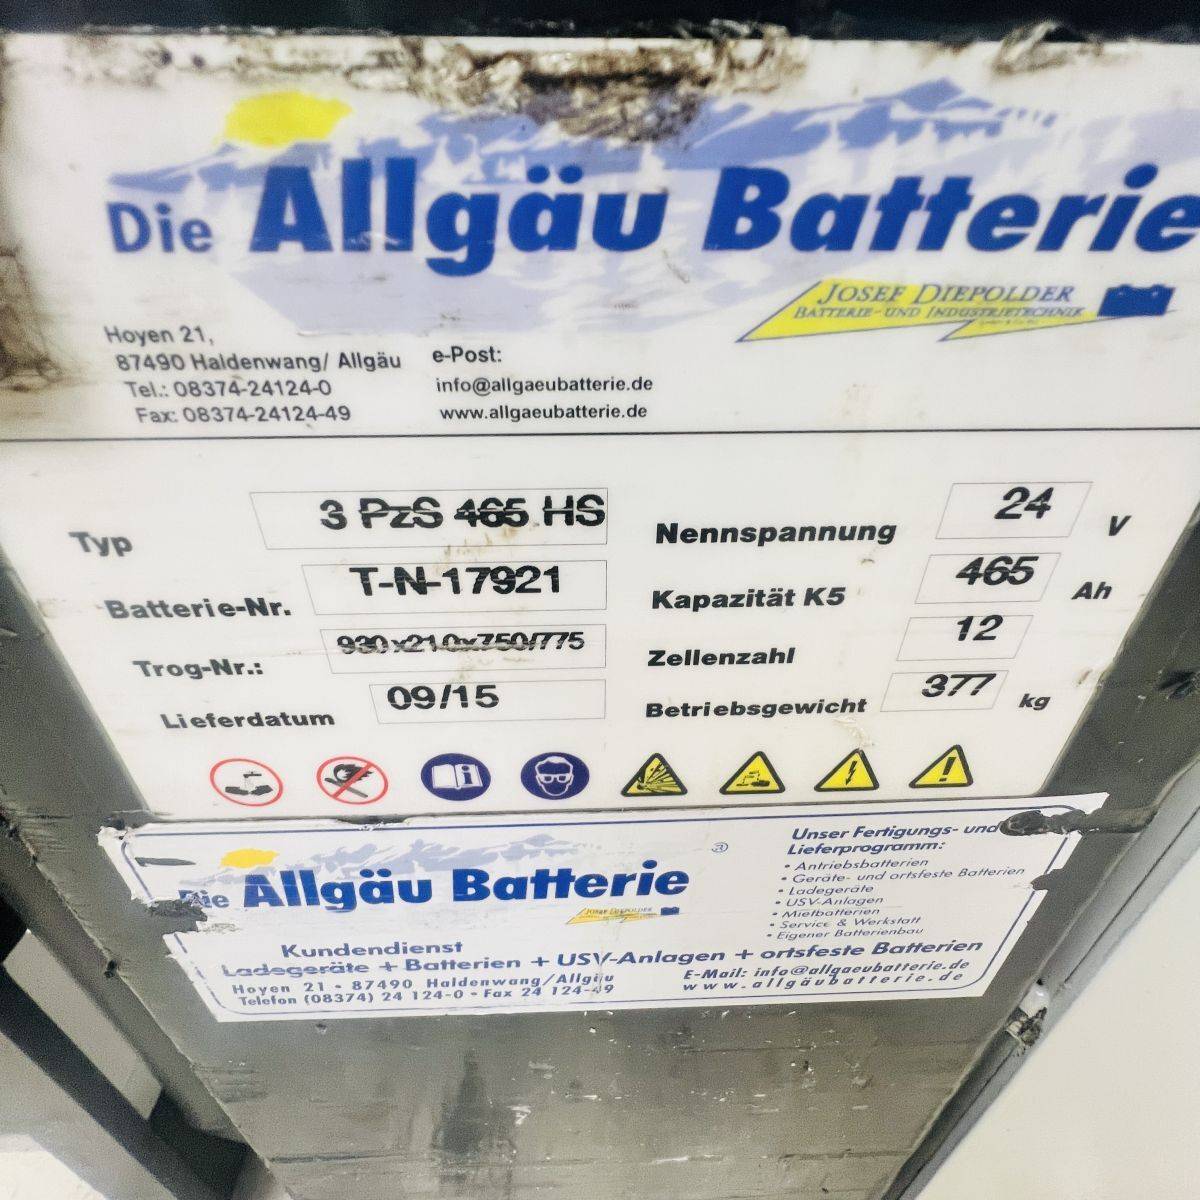 Die Allgäu Batterie
JOSEF DIEPOLDER
BATTERIE- UND INDUSTRIETECHNIK
Hoyen 21,
87490 Haldenwang/ Allgäu
Tel.: 08374-24124-0
Fax: 08374-24124-49
e-Post:
info@allgaeubatterie.de
www.allgaeubatterie.de
Typ 3 PzS 465 HS
Batterie-Nr. T-N-17921
Trog-Nr.: 930x210x750/775
Lieferdatum 09/15
Nennspannung 24 V
Kapazität K5 465 Ah
Zellenzahl 12
Betriebsgewicht 377 kg
Die Allgäu Batterie ®
JOSEF DIEPOLDER
Unser Fertigungs- und
Lieferprogramm:
• Antriebsbatterien
• Geräte- und ortsfeste Batterien
• Ladegeräte
• USV-Anlagen
• Mietbatterien
• Service & Werkstatt
• Eigener Batterienbau
Kundendienst
Ladegeräte + Batterien + USV-Anlagen + ortsfeste Batterien
Hoyen 21 • 87490 Haldenwang/Allgäu
Telefon (08374) 24 124-0 • Fax 24 124-49
E-Mail: info@allgaeubatterie.de
www.allgäubatterie.de